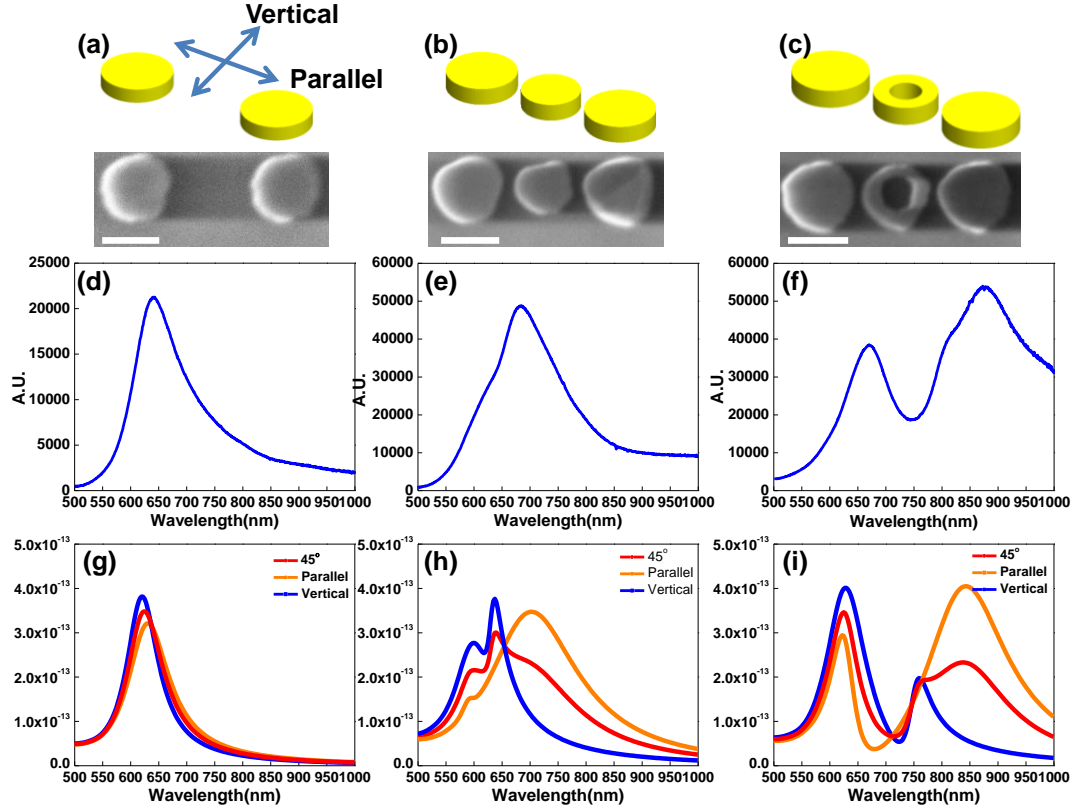 Vertical
(a)
(b)
(c)
Parallel
(d)
25000
20000
15000
10000
5000
0
A.U.
500 550 600 650 700 750 800 850 900 9501000
Wavelength(nm)
(e)
60000
50000
40000
30000
20000
10000
0
A.U.
500 550 600 650 700 750 800 850 900 9501000
Wavelength(nm)
(f)
60000
50000
40000
30000
20000
10000
0
A.U.
500 550 600 650 700 750 800 850 900 9501000
Wavelength(nm)
(g)
5.0x10⁻¹³
4.0x10⁻¹³
3.0x10⁻¹³
2.0x10⁻¹³
1.0x10⁻¹³
0.0
45°
Parallel
Vertical
500 550 600 650 700 750 800 850 900 9501000
Wavelength(nm)
(h)
5.0x10⁻¹³
4.0x10⁻¹³
3.0x10⁻¹³
2.0x10⁻¹³
1.0x10⁻¹³
0.0
45°
Parallel
Vertical
500 550 600 650 700 750 800 850 900 9501000
Wavelength(nm)
(i)
5.0x10⁻¹³
4.0x10⁻¹³
3.0x10⁻¹³
2.0x10⁻¹³
1.0x10⁻¹³
0.0
45°
Parallel
Vertical
500 550 600 650 700 750 800 850 900 9501000
Wavelength(nm)